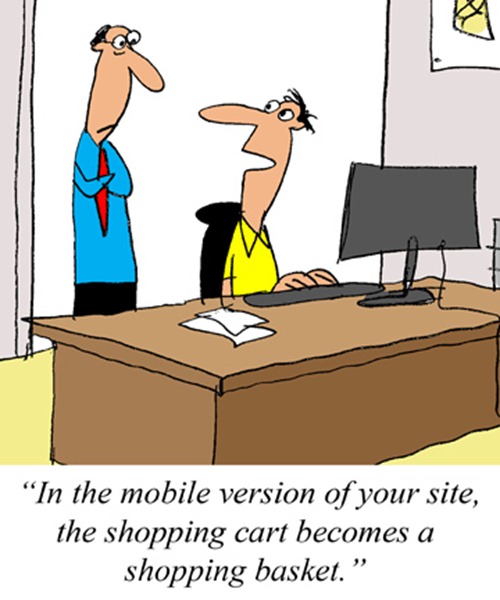 “In the mobile version of your site,
the shopping cart becomes a
shopping basket.”